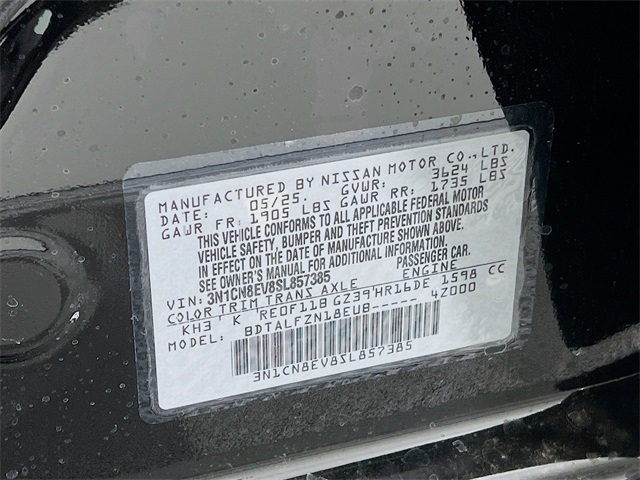 MANUFACTURED BY NISSAN MOTOR CO., LTD.
DATE: 05/25. GVWR: 3624 LBS
GAWR FR: 1905 LBS GAWR RR: 1735 LBS
THIS VEHICLE CONFORMS TO ALL APPLICABLE FEDERAL MOTOR
VEHICLE SAFETY, BUMPER AND THEFT PREVENTION STANDARDS
IN EFFECT ON THE DATE OF MANUFACTURE SHOWN ABOVE.
SEE OWNER'S MANUAL FOR ADDITIONAL INFORMATION.
VIN: 3N1CN8EV8SL857385 PASSENGER CAR.
COLOR TRIM TRANS AXLE ENGINE
KH3 K RE0F11B GZ39 HR16DE 1598 CC
MODEL: BDTALFZN18EUB----- 4Z000
3N1CN8EV8SL857385